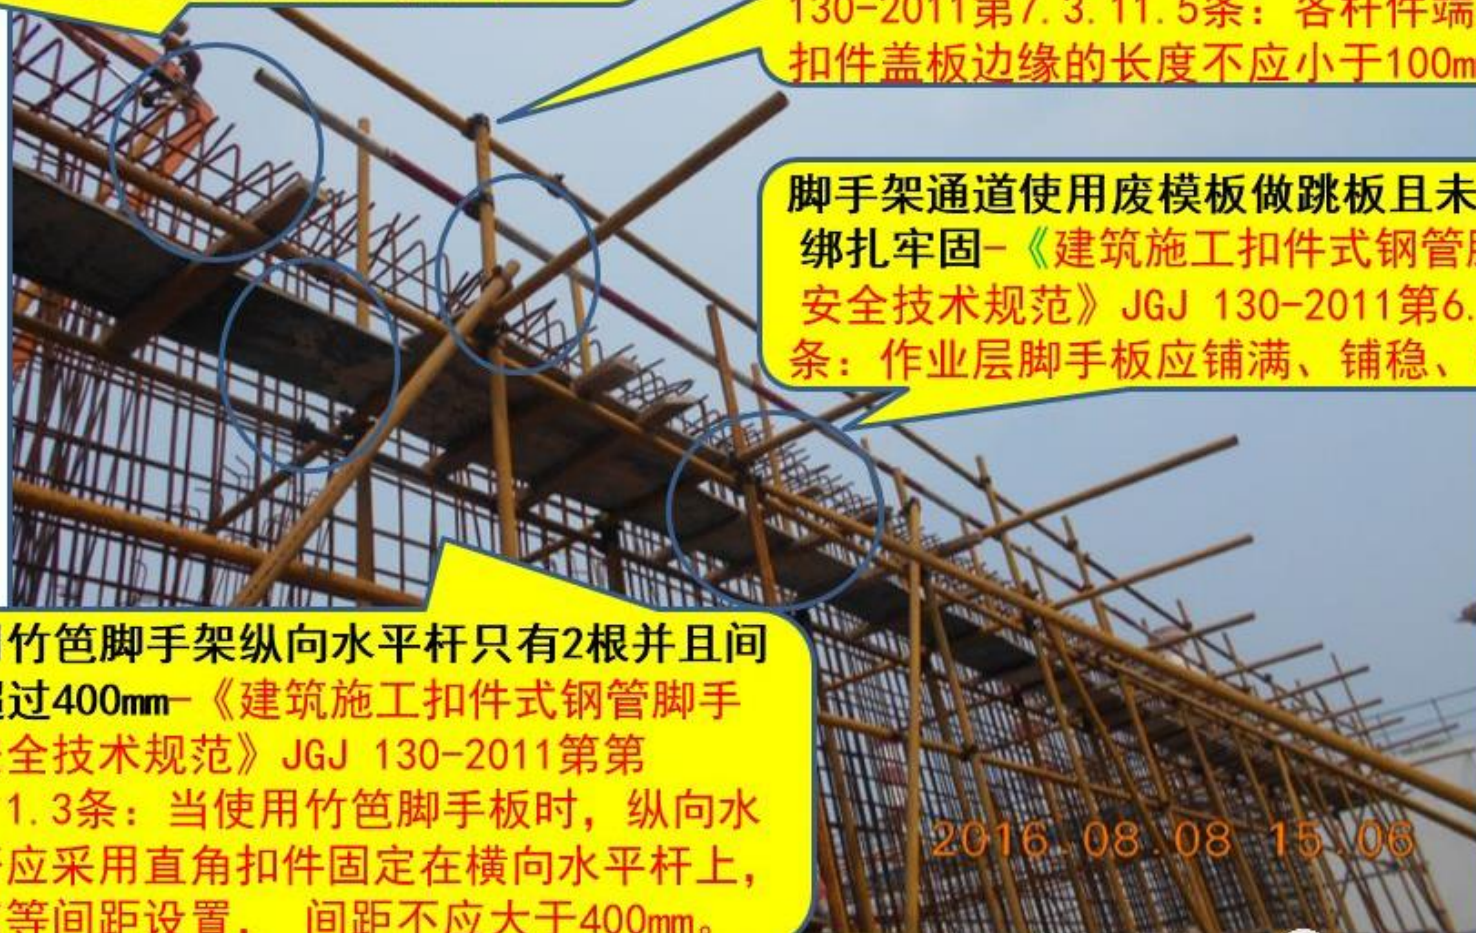 130-2011第7.3.11.5条：各杆件端
扣件盖板边缘的长度不应小于100m
脚手架通道使用废模板做跳板且未
绑扎牢固-《建筑施工扣件式钢管脚
安全技术规范》JGJ 130-2011第6.
条：作业层脚手板应铺满、铺稳、
竹笆脚手架纵向水平杆只有2根并且间
过400mm-《建筑施工扣件式钢管脚手
全技术规范》JGJ 130-2011第第
1.3条：当使用竹笆脚手板时，纵向水
应采用直角扣件固定在横向水平杆上，
等间距设置， 间距不应大于400mm。
2016.08.08 15:06